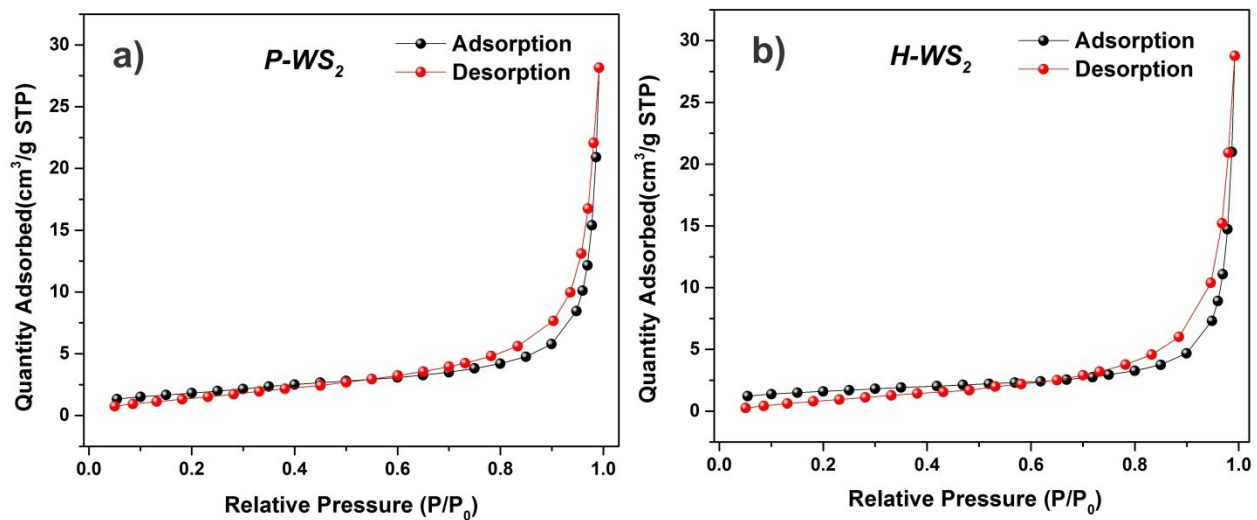 a)
P-WS₂
Adsorption
Desorption
Quantity Adsorbed(cm³/g STP)
30
25
20
15
10
5
0
0.0 0.2 0.4 0.6 0.8 1.0
Relative Pressure (P/P₀)
b)
H-WS₂
Adsorption
Desorption
Quantity Adsorbed(cm³/g STP)
30
25
20
15
10
5
0
0.0 0.2 0.4 0.6 0.8 1.0
Relative Pressure (P/P₀)